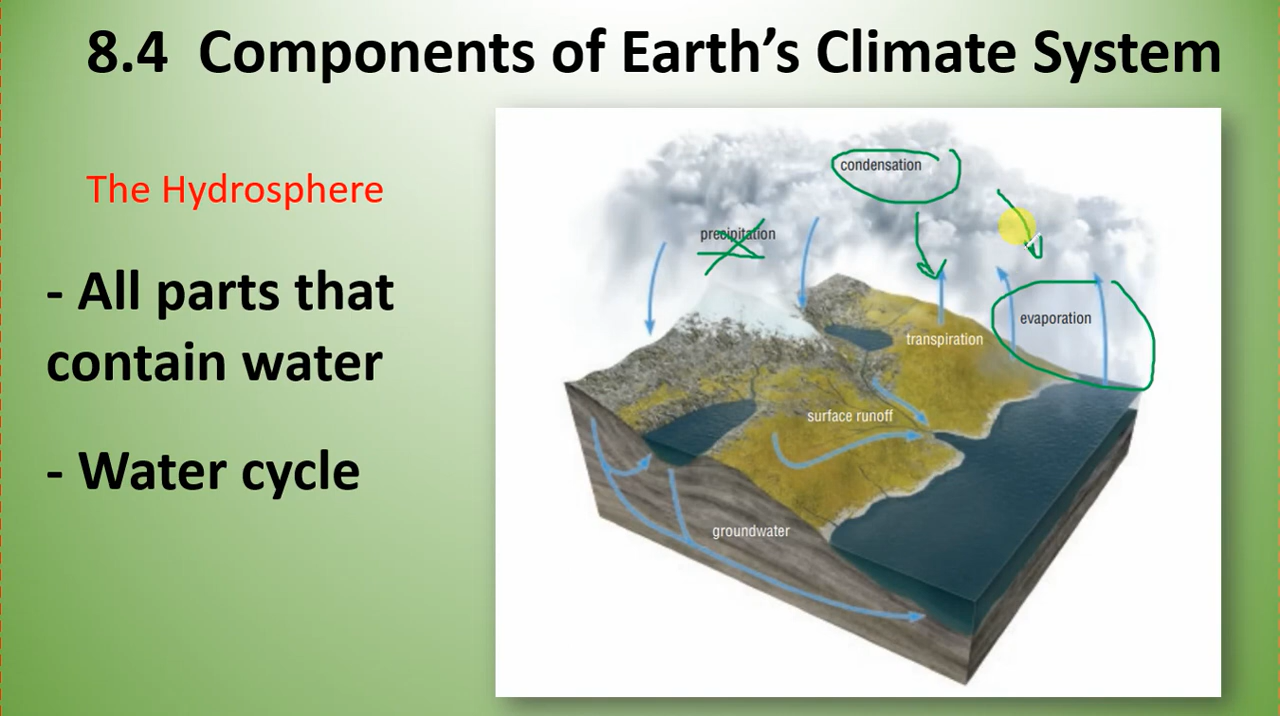 8.4 Components of Earth's Climate System
The Hydrosphere
- All parts that
contain water
- Water cycle
condensation
precipitation
evaporation
transpiration
surface runoff
groundwater